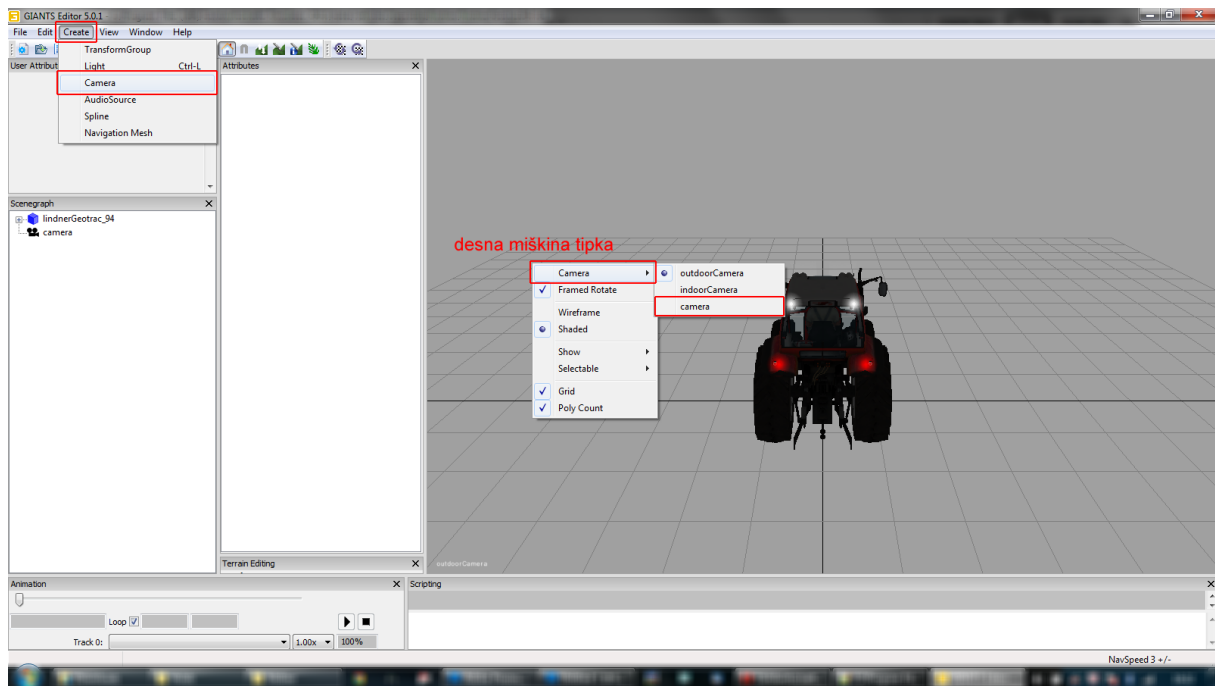 GIANTS Editor 5.0.1
File Edit Create View Window Help
TransformGroup
Light Ctrl-L
Camera
AudioSource
Spline
Navigation Mesh
User Attribut
Attributes
Scenegraph
lindnerGeotrac_94
camera
desna miškina tipka
Camera
Framed Rotate
Wireframe
Shaded
Show
Selectable
Grid
Poly Count
outdoorCamera
indoorCamera
camera
Terrain Editing
outdoorCamera
Animation
Scripting
Loop
Track 0: 1.00x 100%
NavSpeed 3 +/-